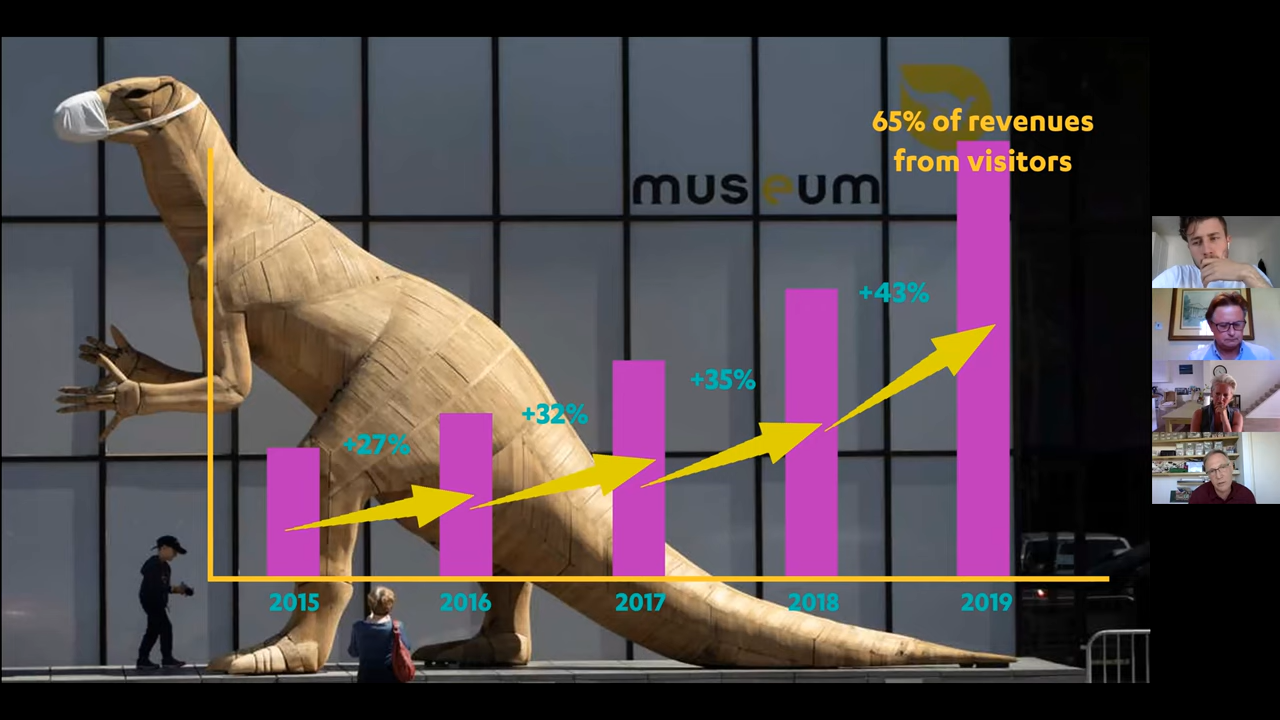 65% of revenues
from visitors
museum
+43%
+35%
+32%
+27%
2015 2016 2017 2018 2019